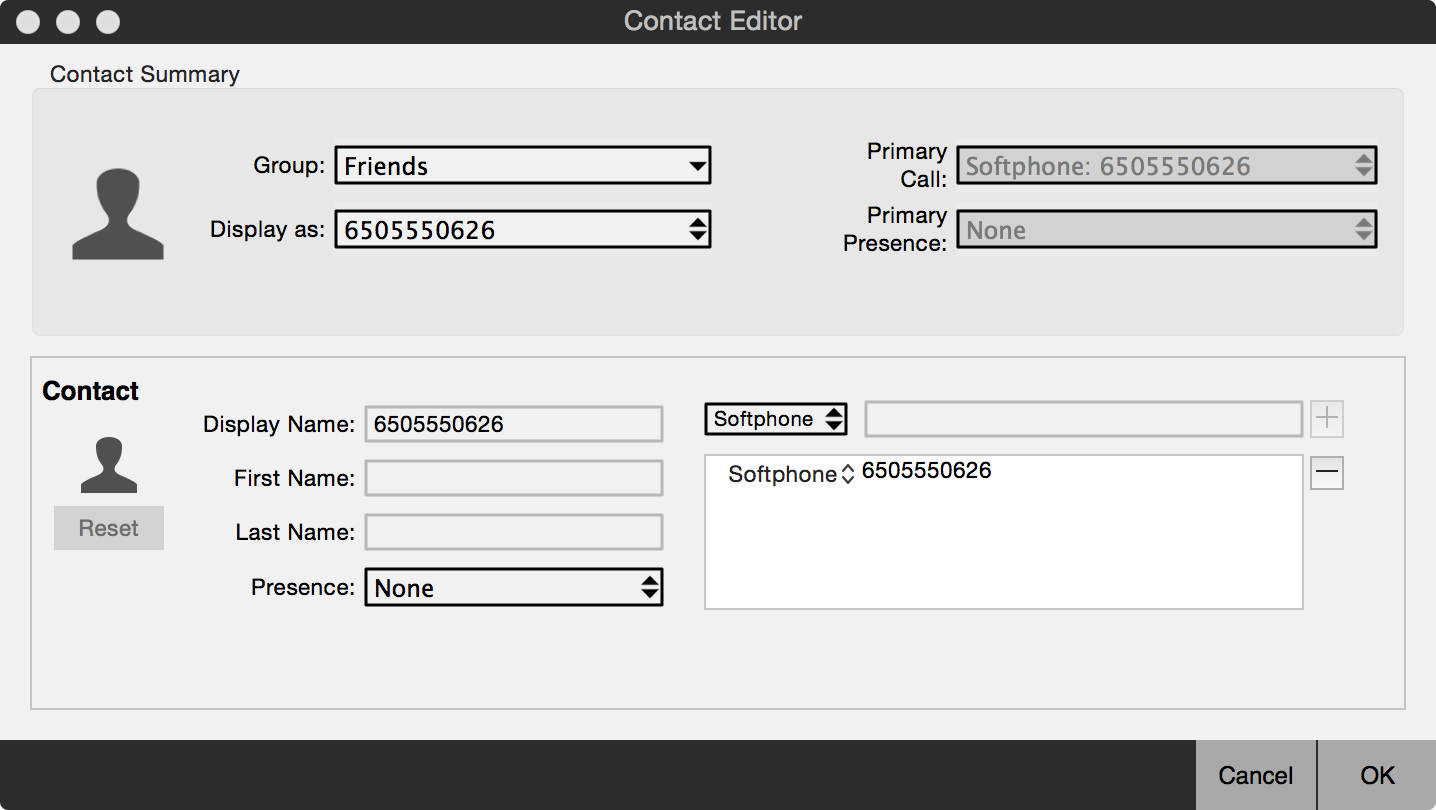 Contact Editor
Contact Summary
Group: Friends
Display as: 6505550626
Primary
Call: Softphone: 6505550626
Primary
Presence: None
Contact
Reset
Display Name: 6505550626
First Name:
Last Name:
Presence: None
Softphone
Softphone 6505550626
Cancel OK